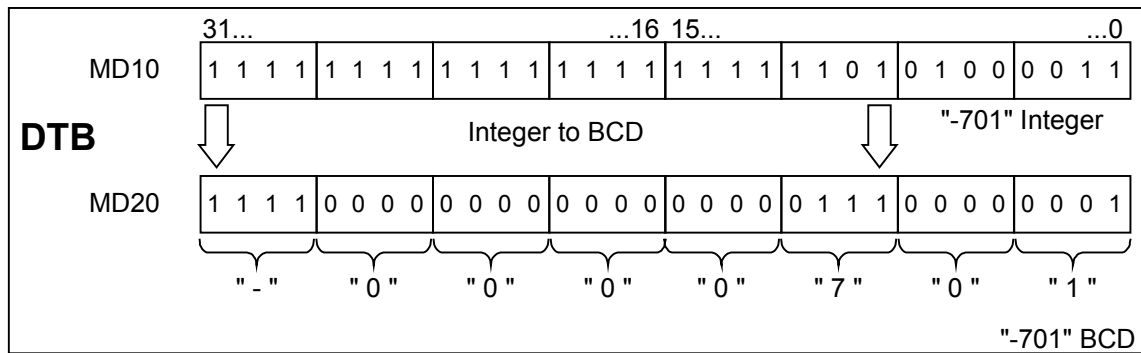 31... ...16 15... ...0
MD10 1 1 1 1 1 1 1 1 1 1 1 1 1 1 1 1 1 1 1 1 1 1 0 1 0 1 0 0 0 0 1 1
DTB Integer to BCD "-701" Integer
MD20 1 1 1 1 0 0 0 0 0 0 0 0 0 0 0 0 0 0 0 0 0 1 1 1 0 0 0 0 0 0 0 1
" - " " 0 " " 0 " " 0 " " 0 " " 7 " " 0 " " 1 "
"-701" BCD